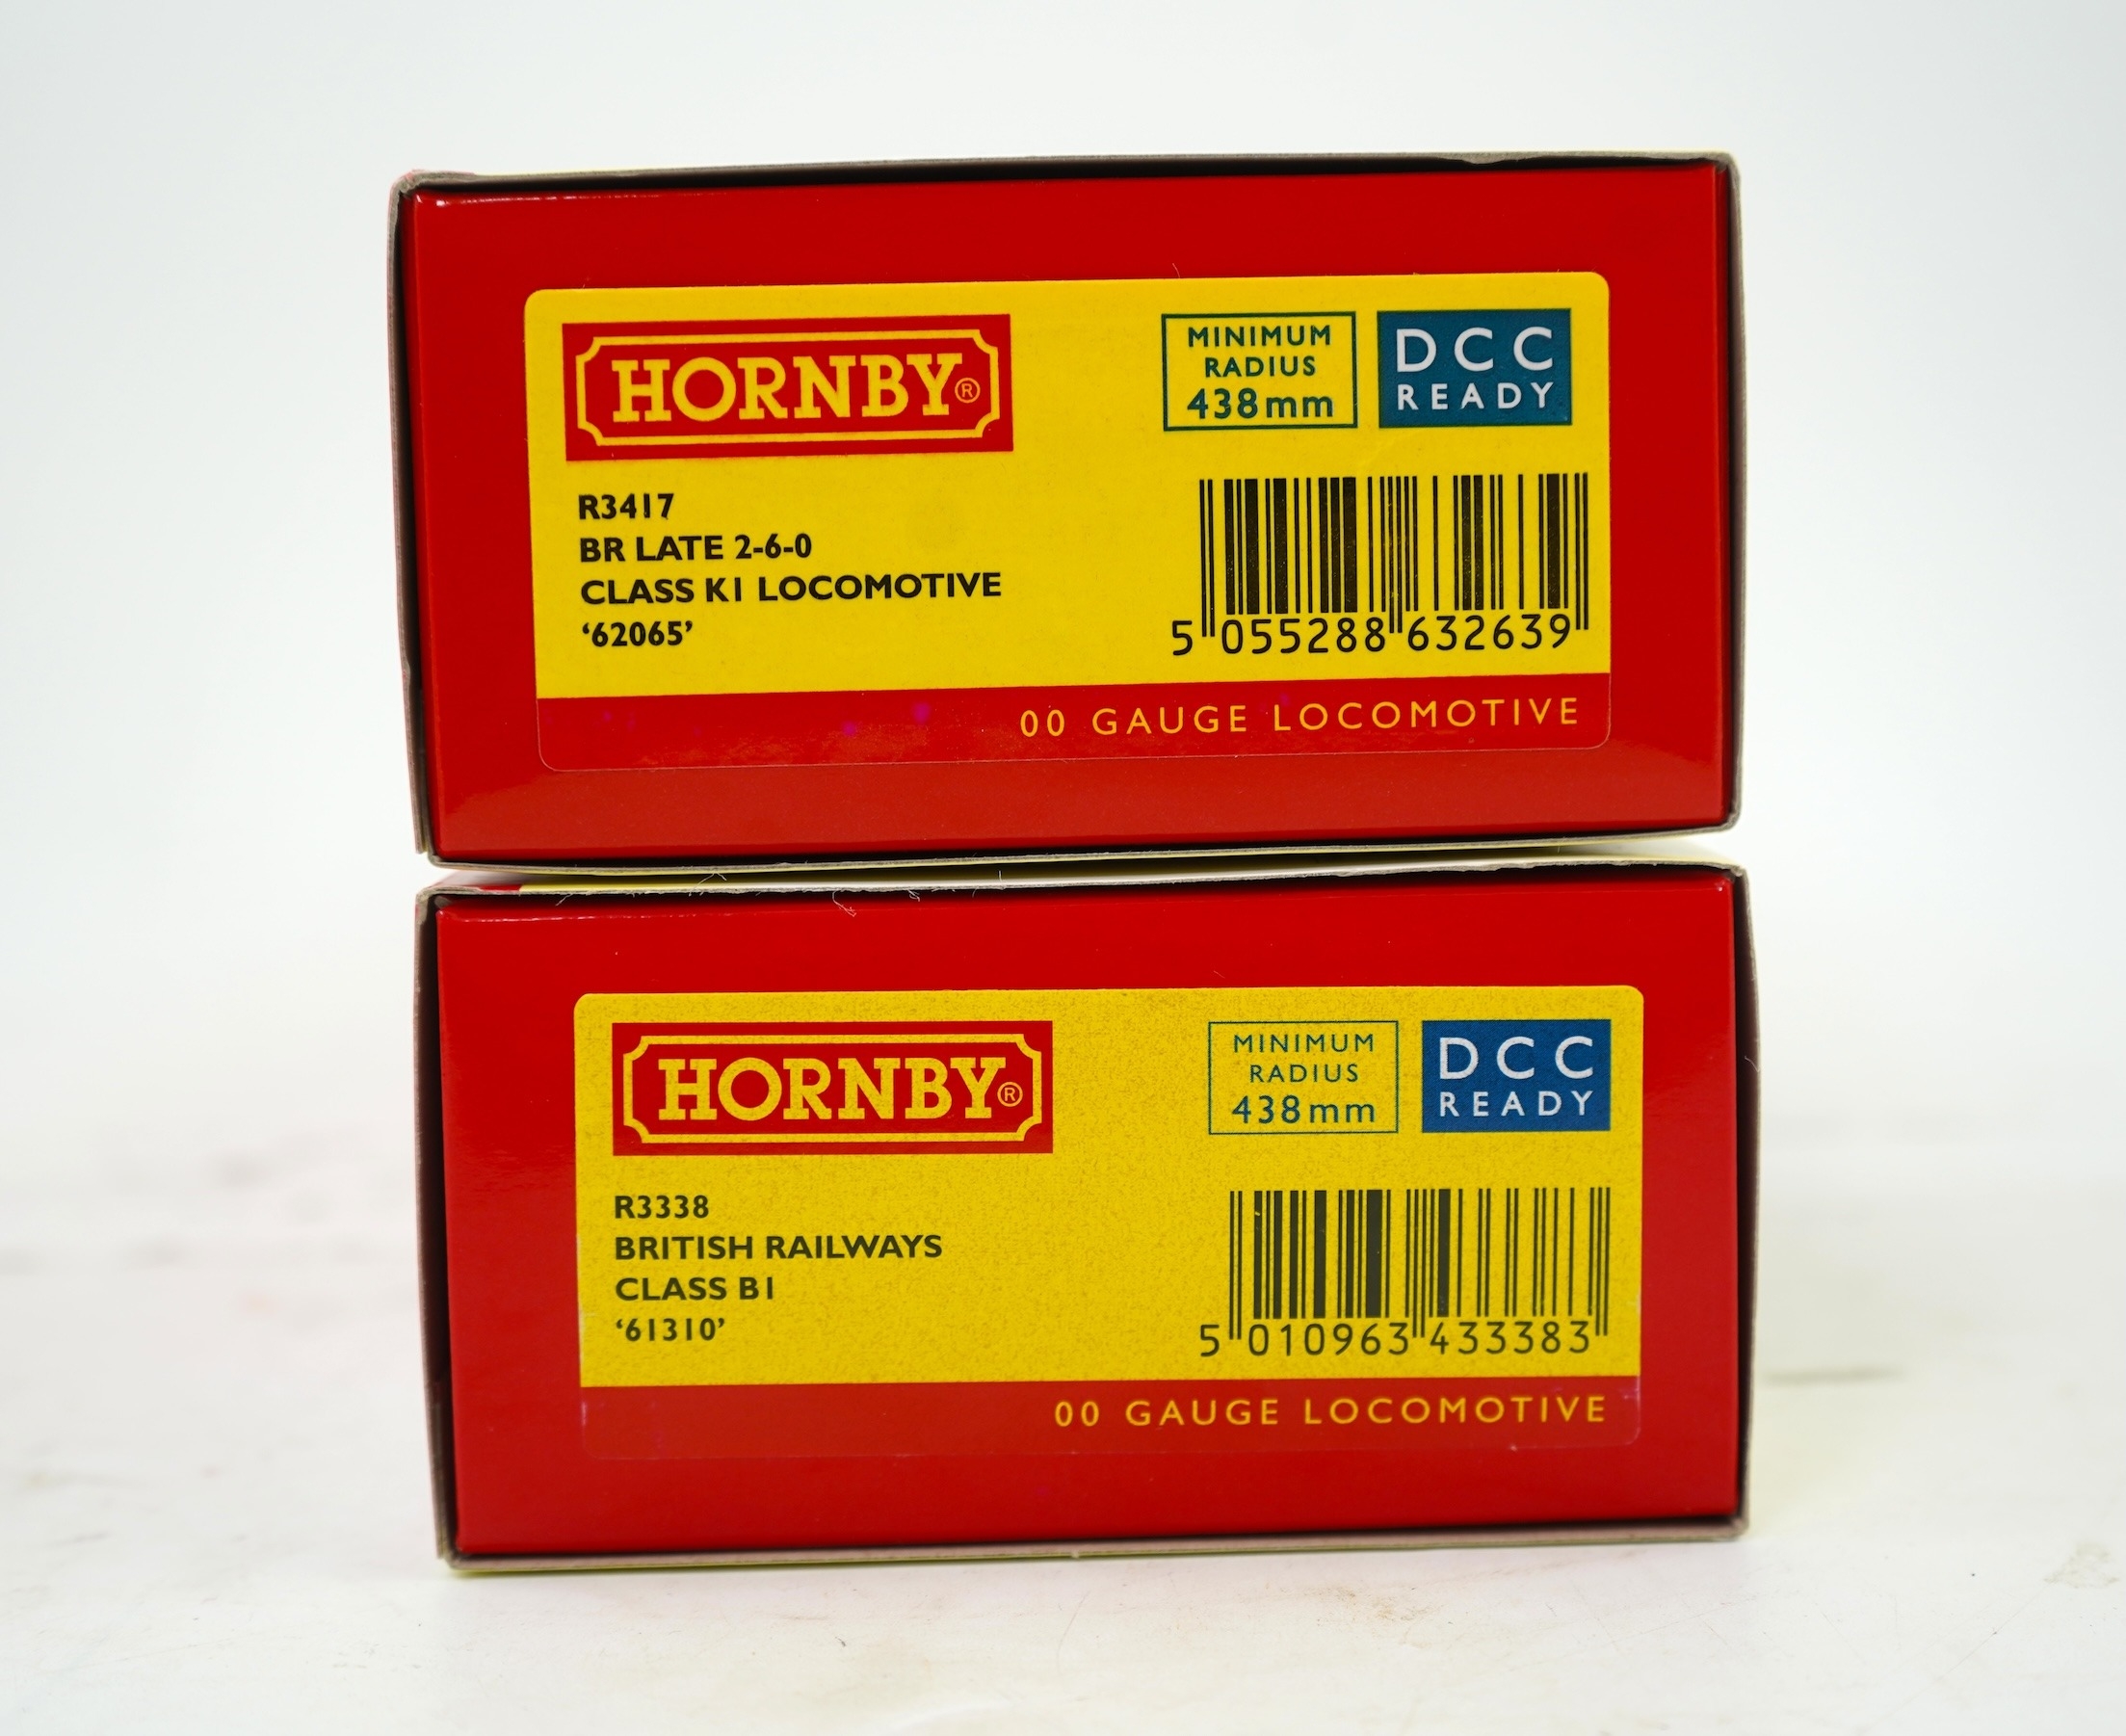 HORNBY®
MINIMUM
RADIUS
438mm
DCC
READY
R3417
BR LATE 2-6-0
CLASS K1 LOCOMOTIVE
‘62065’
5 055288 632639
00 GAUGE LOCOMOTIVE
HORNBY®
MINIMUM
RADIUS
438mm
DCC
READY
R3338
BRITISH RAILWAYS
CLASS B1
‘61310’
5 010963 433383
00 GAUGE LOCOMOTIVE